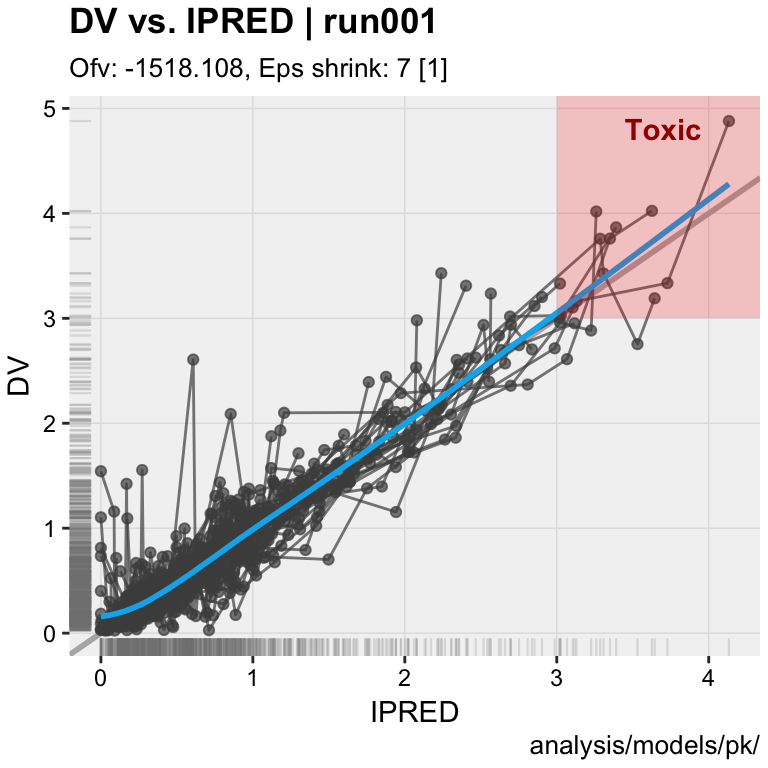 DV vs. IPRED | run001
Ofv: -1518.108, Eps shrink: 7 [1]
Toxic
5
4
3
2
1
0
DV
0 1 2 3 4
IPRED
analysis/models/pk/